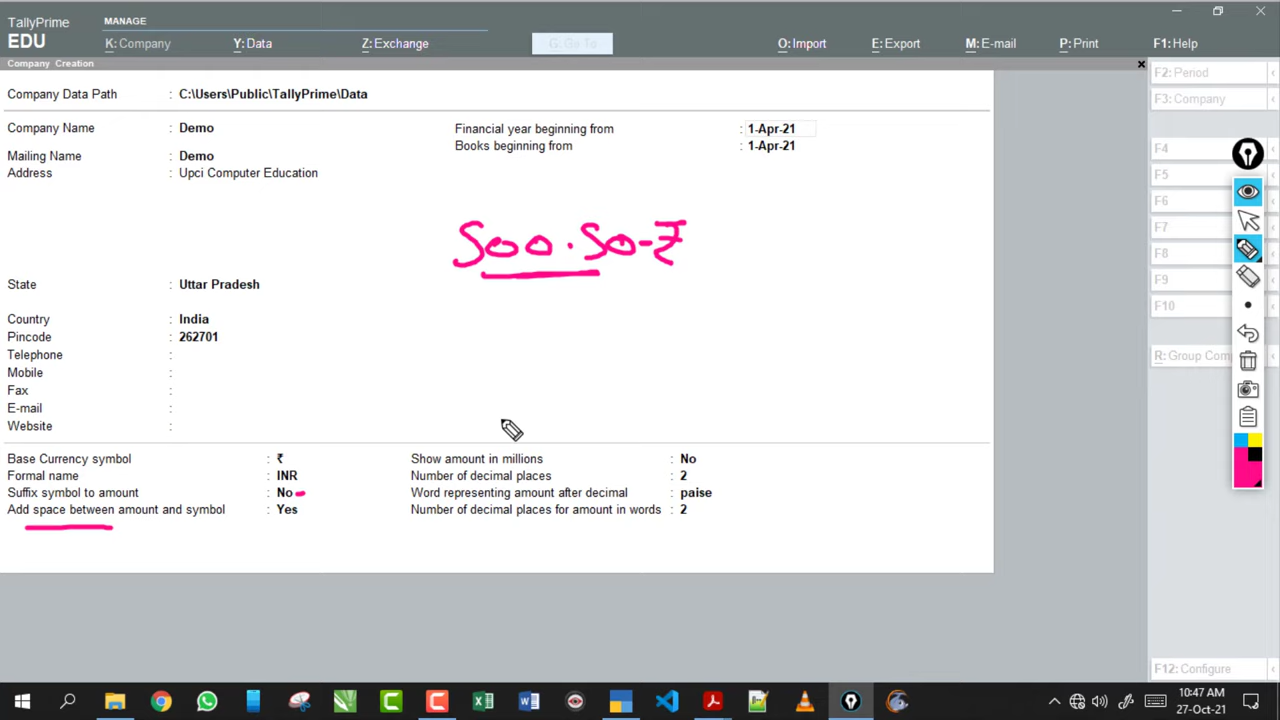 TallyPrime
EDU
MANAGE
K: Company
Y: Data
Z: Exchange
G: Go To
O: Import
E: Export
M: E-mail
P: Print
F1: Help
Company Creation
Company Data Path : C:\Users\Public\TallyPrime\Data
Company Name : Demo
Financial year beginning from : 1-Apr-21
Books beginning from : 1-Apr-21
Mailing Name : Demo
Address : Upci Computer Education
500.50-₹
State : Uttar Pradesh
Country : India
Pincode : 262701
Telephone :
Mobile :
Fax :
E-mail :
Website :
Base Currency symbol : ₹
Formal name : INR
Suffix symbol to amount : No
Add space between amount and symbol : Yes
Show amount in millions : No
Number of decimal places : 2
Word representing amount after decimal : paise
Number of decimal places for amount in words : 2
F2: Period
F3: Company
F4
F5
F6
F7
F8
F9
F10
R: Group Com
F12: Configure
10:47 AM
27-Oct-21